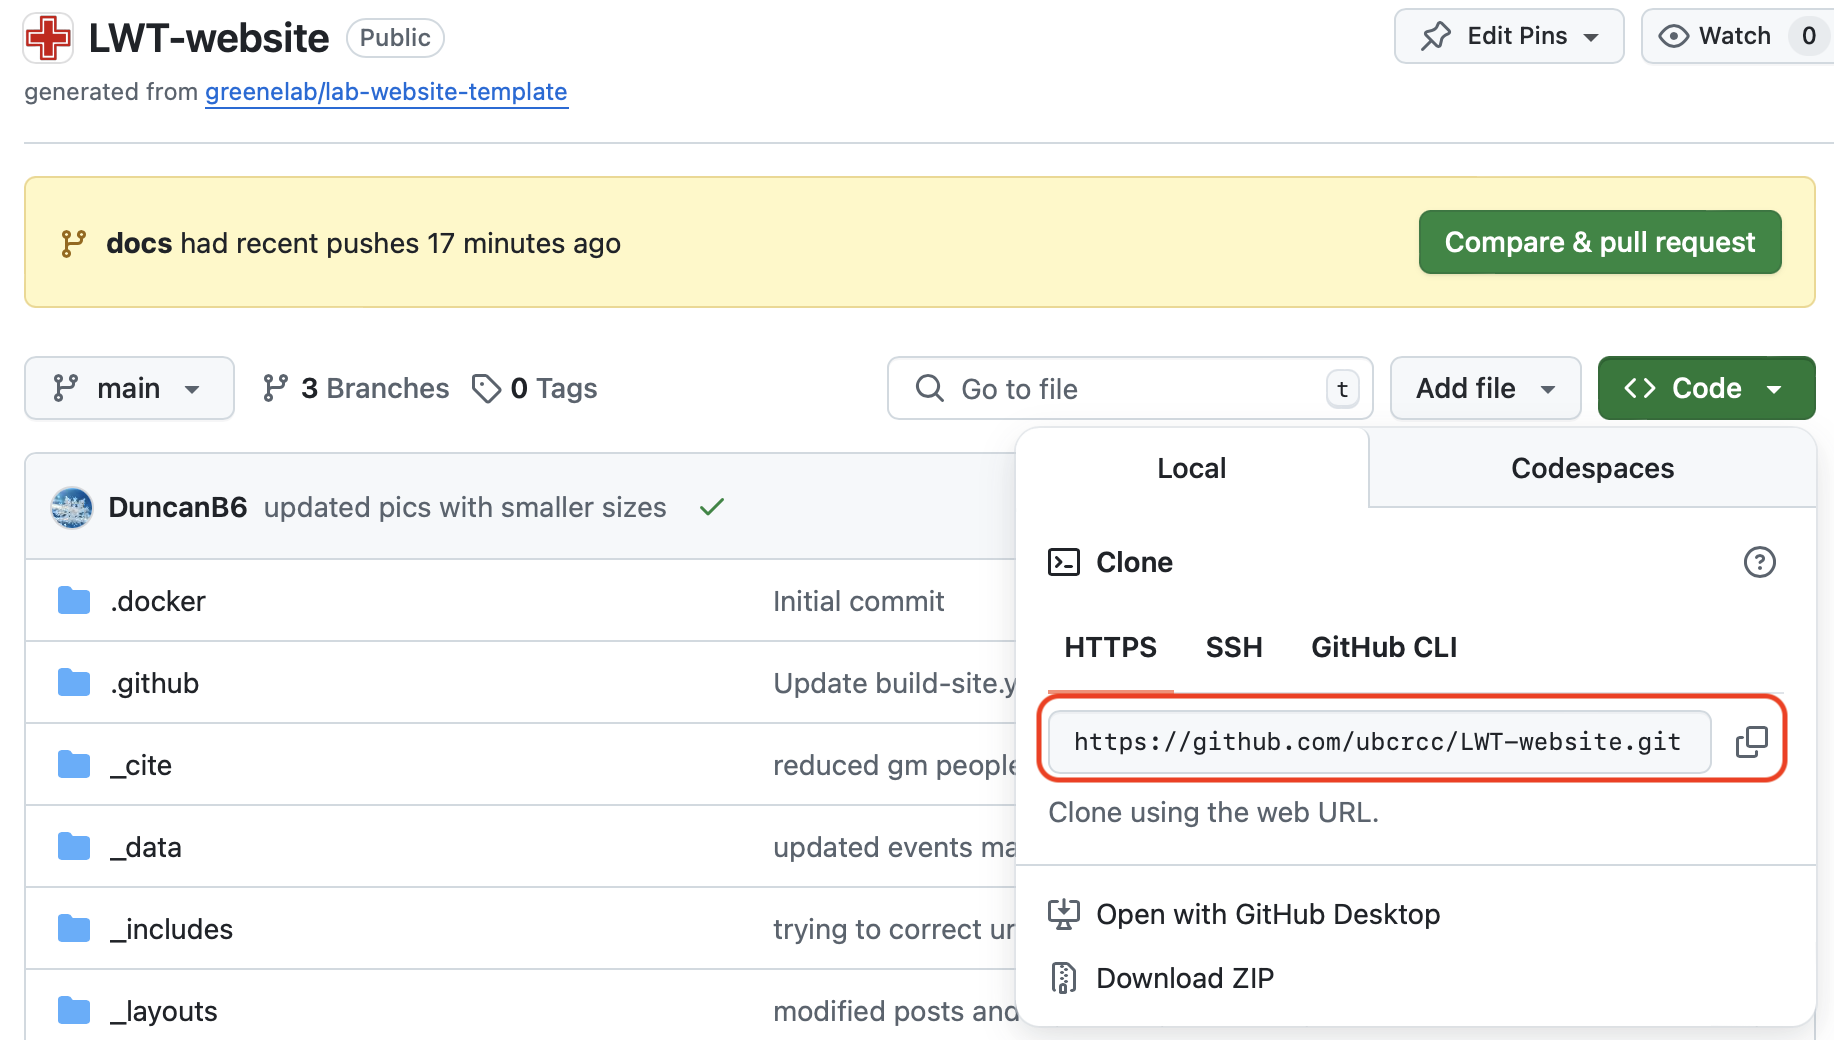 LWT-website Public
Edit Pins
Watch 0
generated from greenelab/lab-website-template
docs had recent pushes 17 minutes ago
Compare & pull request
main
3 Branches
0 Tags
Go to file t
Add file
<> Code
DuncanB6 updated pics with smaller sizes
.docker Initial commit
.github Update build-site.y
_cite reduced gm people
_data updated events ma
_includes trying to correct ur
_layouts modified posts and
Local
Codespaces
Clone
HTTPS SSH GitHub CLI
https://github.com/ubcrcc/LWT-website.git
Clone using the web URL.
Open with GitHub Desktop
Download ZIP